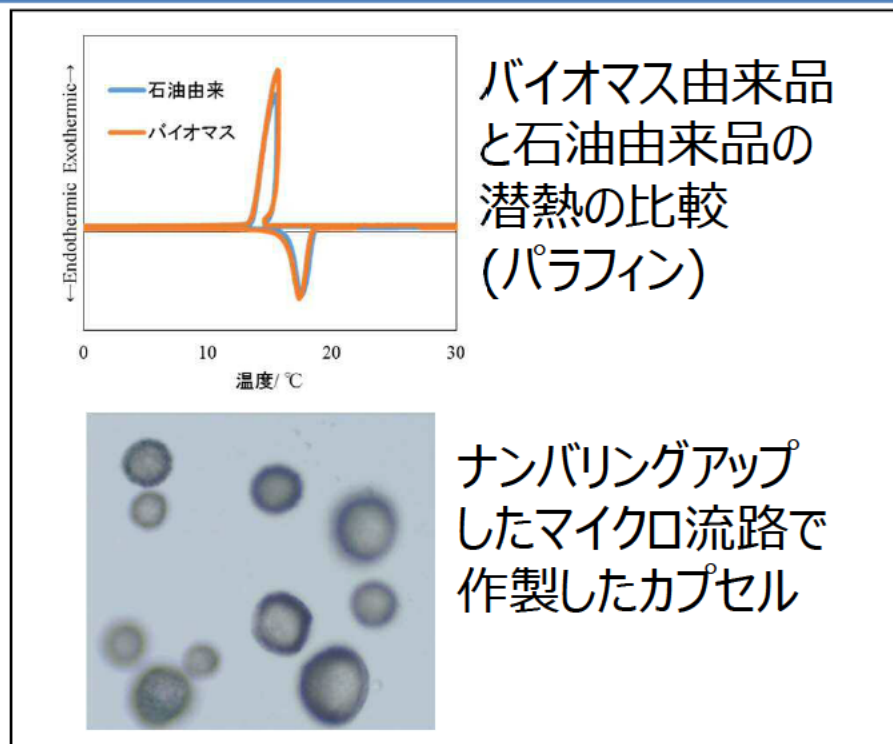 石油由来
バイオマス
←Endothermic Exothermic→
0 10 20 30
温度/ ℃
バイオマス由来品
と石油由来品の
潜熱の比較
(パラフィン)
ナンバリングアップ
したマイクロ流路で
作製したカプセル